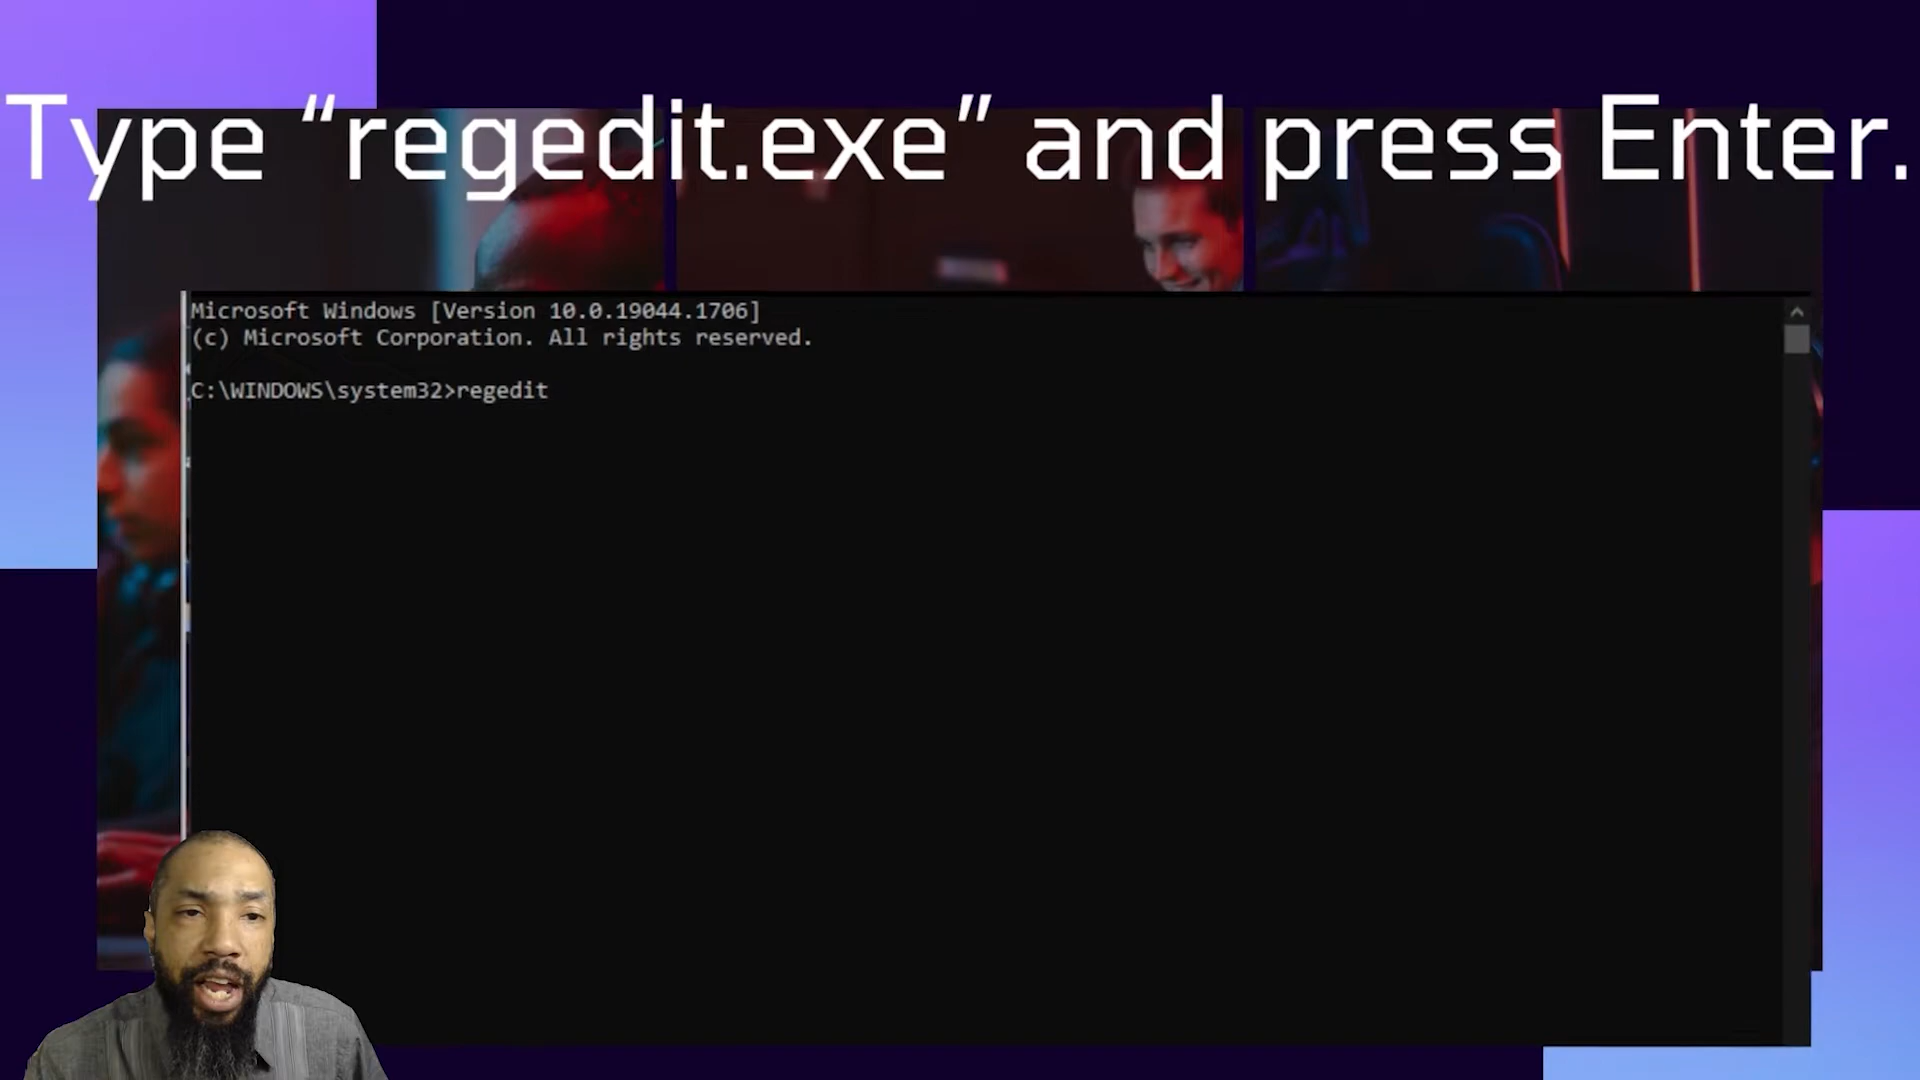 Type “regedit.exe” and press Enter.
Microsoft Windows [Version 10.0.19044.1706]
(c) Microsoft Corporation. All rights reserved.
C:\WINDOWS\system32>regedit